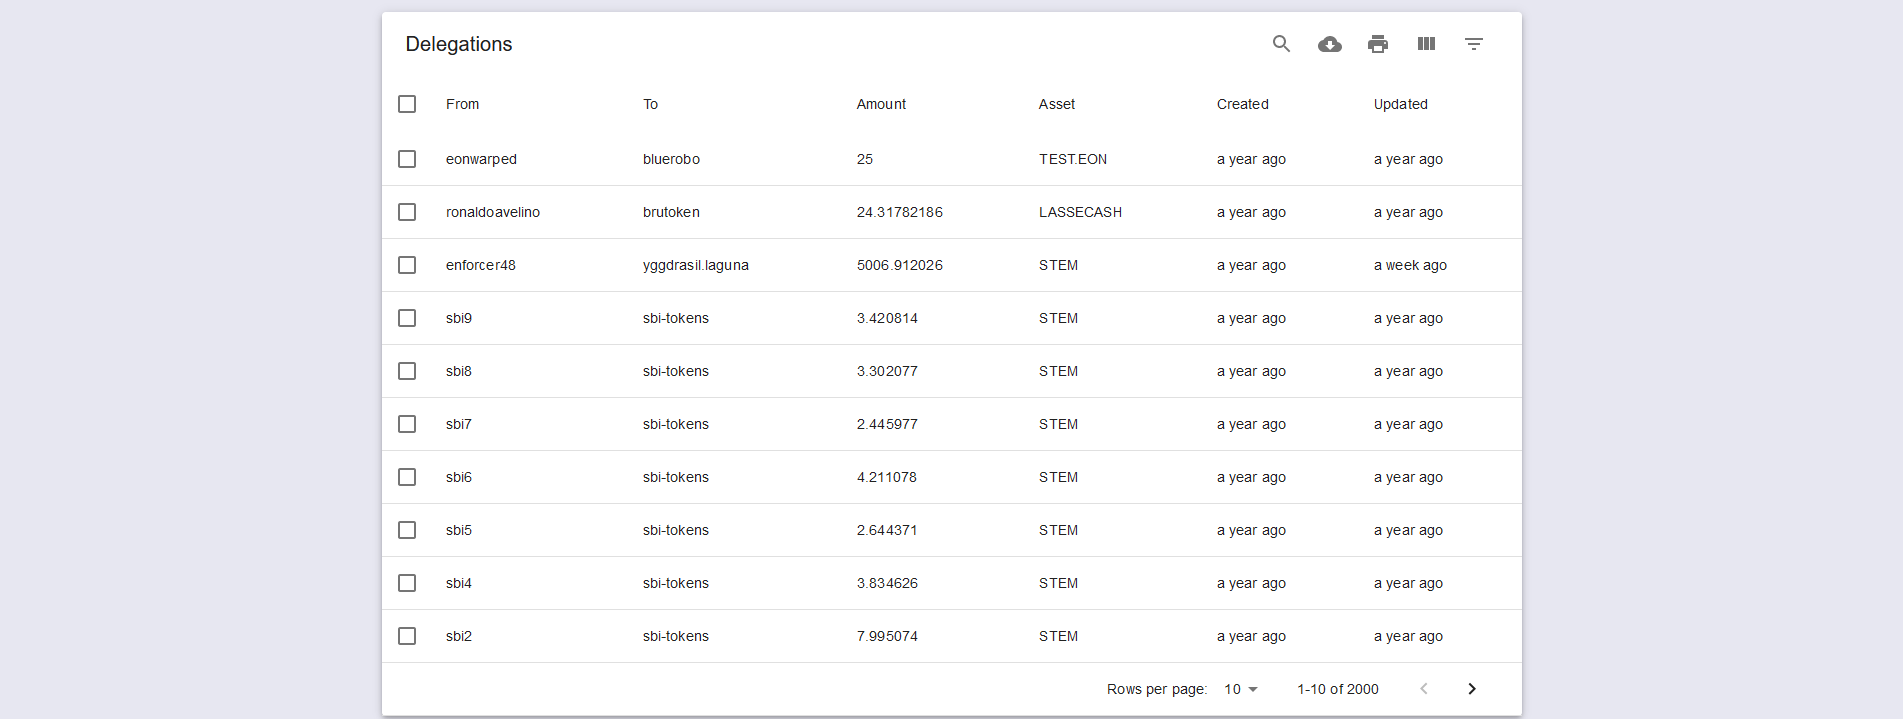 Delegations
From To Amount Asset Created Updated
eonwarped bluerobo 25 TEST.EON a year ago a year ago
ronaldoavelino brutoken 24.31782186 LASSECASH a year ago a year ago
enforcer48 yggdrasil.laguna 5006.912026 STEM a year ago a week ago
sbi9 sbi-tokens 3.420814 STEM a year ago a year ago
sbi8 sbi-tokens 3.302077 STEM a year ago a year ago
sbi7 sbi-tokens 2.445977 STEM a year ago a year ago
sbi6 sbi-tokens 4.211078 STEM a year ago a year ago
sbi5 sbi-tokens 2.644371 STEM a year ago a year ago
sbi4 sbi-tokens 3.834626 STEM a year ago a year ago
sbi2 sbi-tokens 7.995074 STEM a year ago a year ago
Rows per page: 10 1-10 of 2000